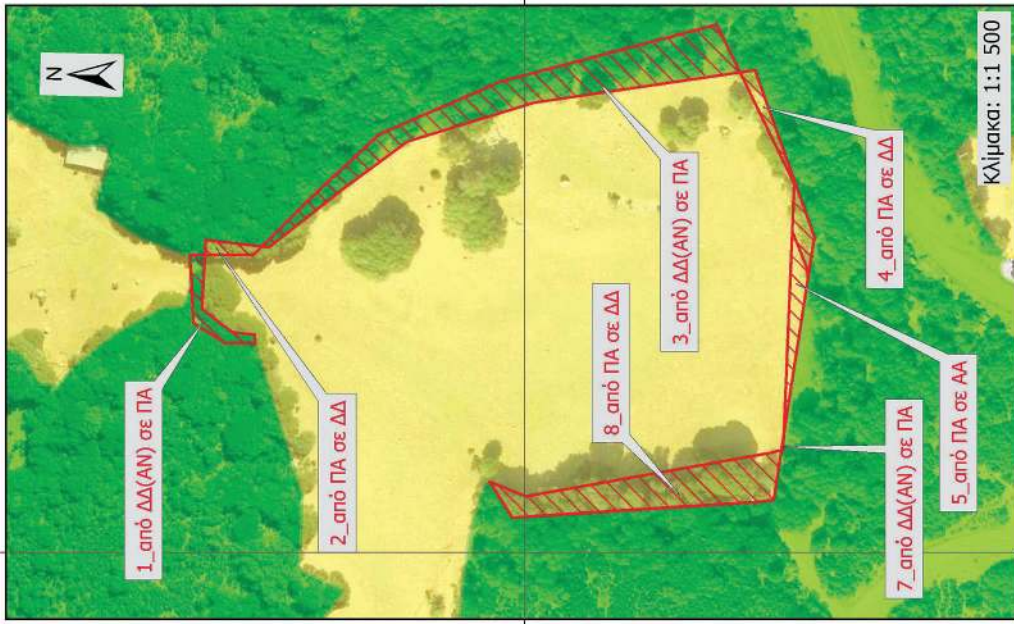 N
1_από ΔΔ(ΑΝ) σε ΠΑ
2_από ΠΑ σε ΔΔ
3_από ΔΔ(ΑΝ) σε ΠΑ
4_από ΠΑ σε ΔΔ
8_από ΠΑ σε ΔΔ
7_από ΔΔ(ΑΝ) σε ΠΑ
5_από ΠΑ σε ΑΑ
Κλίμακα: 1:1 500